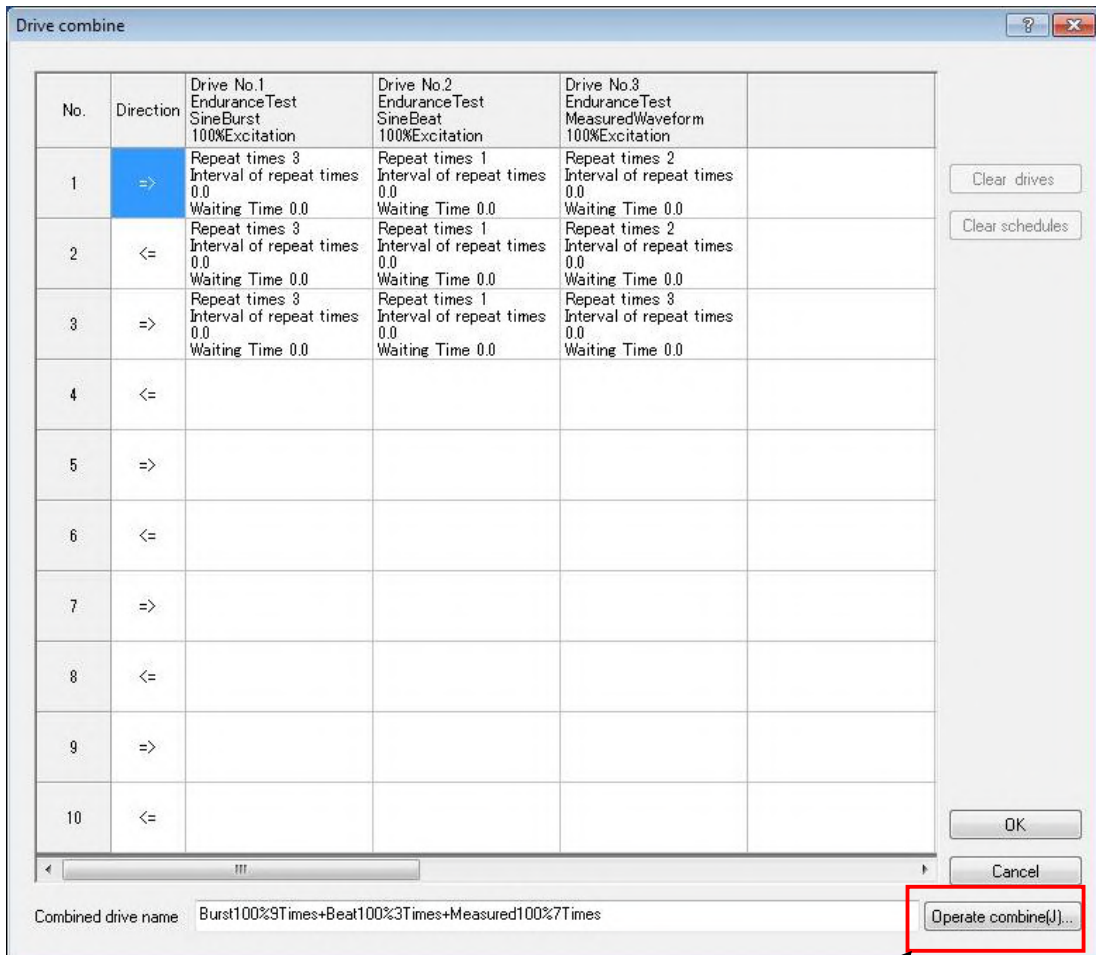 Drive combine
No.
Direction
Drive No.1
EnduranceTest
SineBurst
100%Excitation
Drive No.2
EnduranceTest
SineBeat
100%Excitation
Drive No.3
EnduranceTest
MeasuredWaveform
100%Excitation
1
=>
Repeat times 3
Interval of repeat times
0.0
Waiting Time 0.0
Repeat times 1
Interval of repeat times
0.0
Waiting Time 0.0
Repeat times 2
Interval of repeat times
0.0
Waiting Time 0.0
2
<=
Repeat times 3
Interval of repeat times
0.0
Waiting Time 0.0
Repeat times 1
Interval of repeat times
0.0
Waiting Time 0.0
Repeat times 2
Interval of repeat times
0.0
Waiting Time 0.0
3
=>
Repeat times 3
Interval of repeat times
0.0
Waiting Time 0.0
Repeat times 1
Interval of repeat times
0.0
Waiting Time 0.0
Repeat times 3
Interval of repeat times
0.0
Waiting Time 0.0
4
<=
5
=>
6
<=
7
=>
8
<=
9
=>
10
<=
Clear drives
Clear schedules
OK
Cancel
Combined drive name
Burst100%9Times+Beat100%3Times+Measured100%7Times
Operate combine(J)...